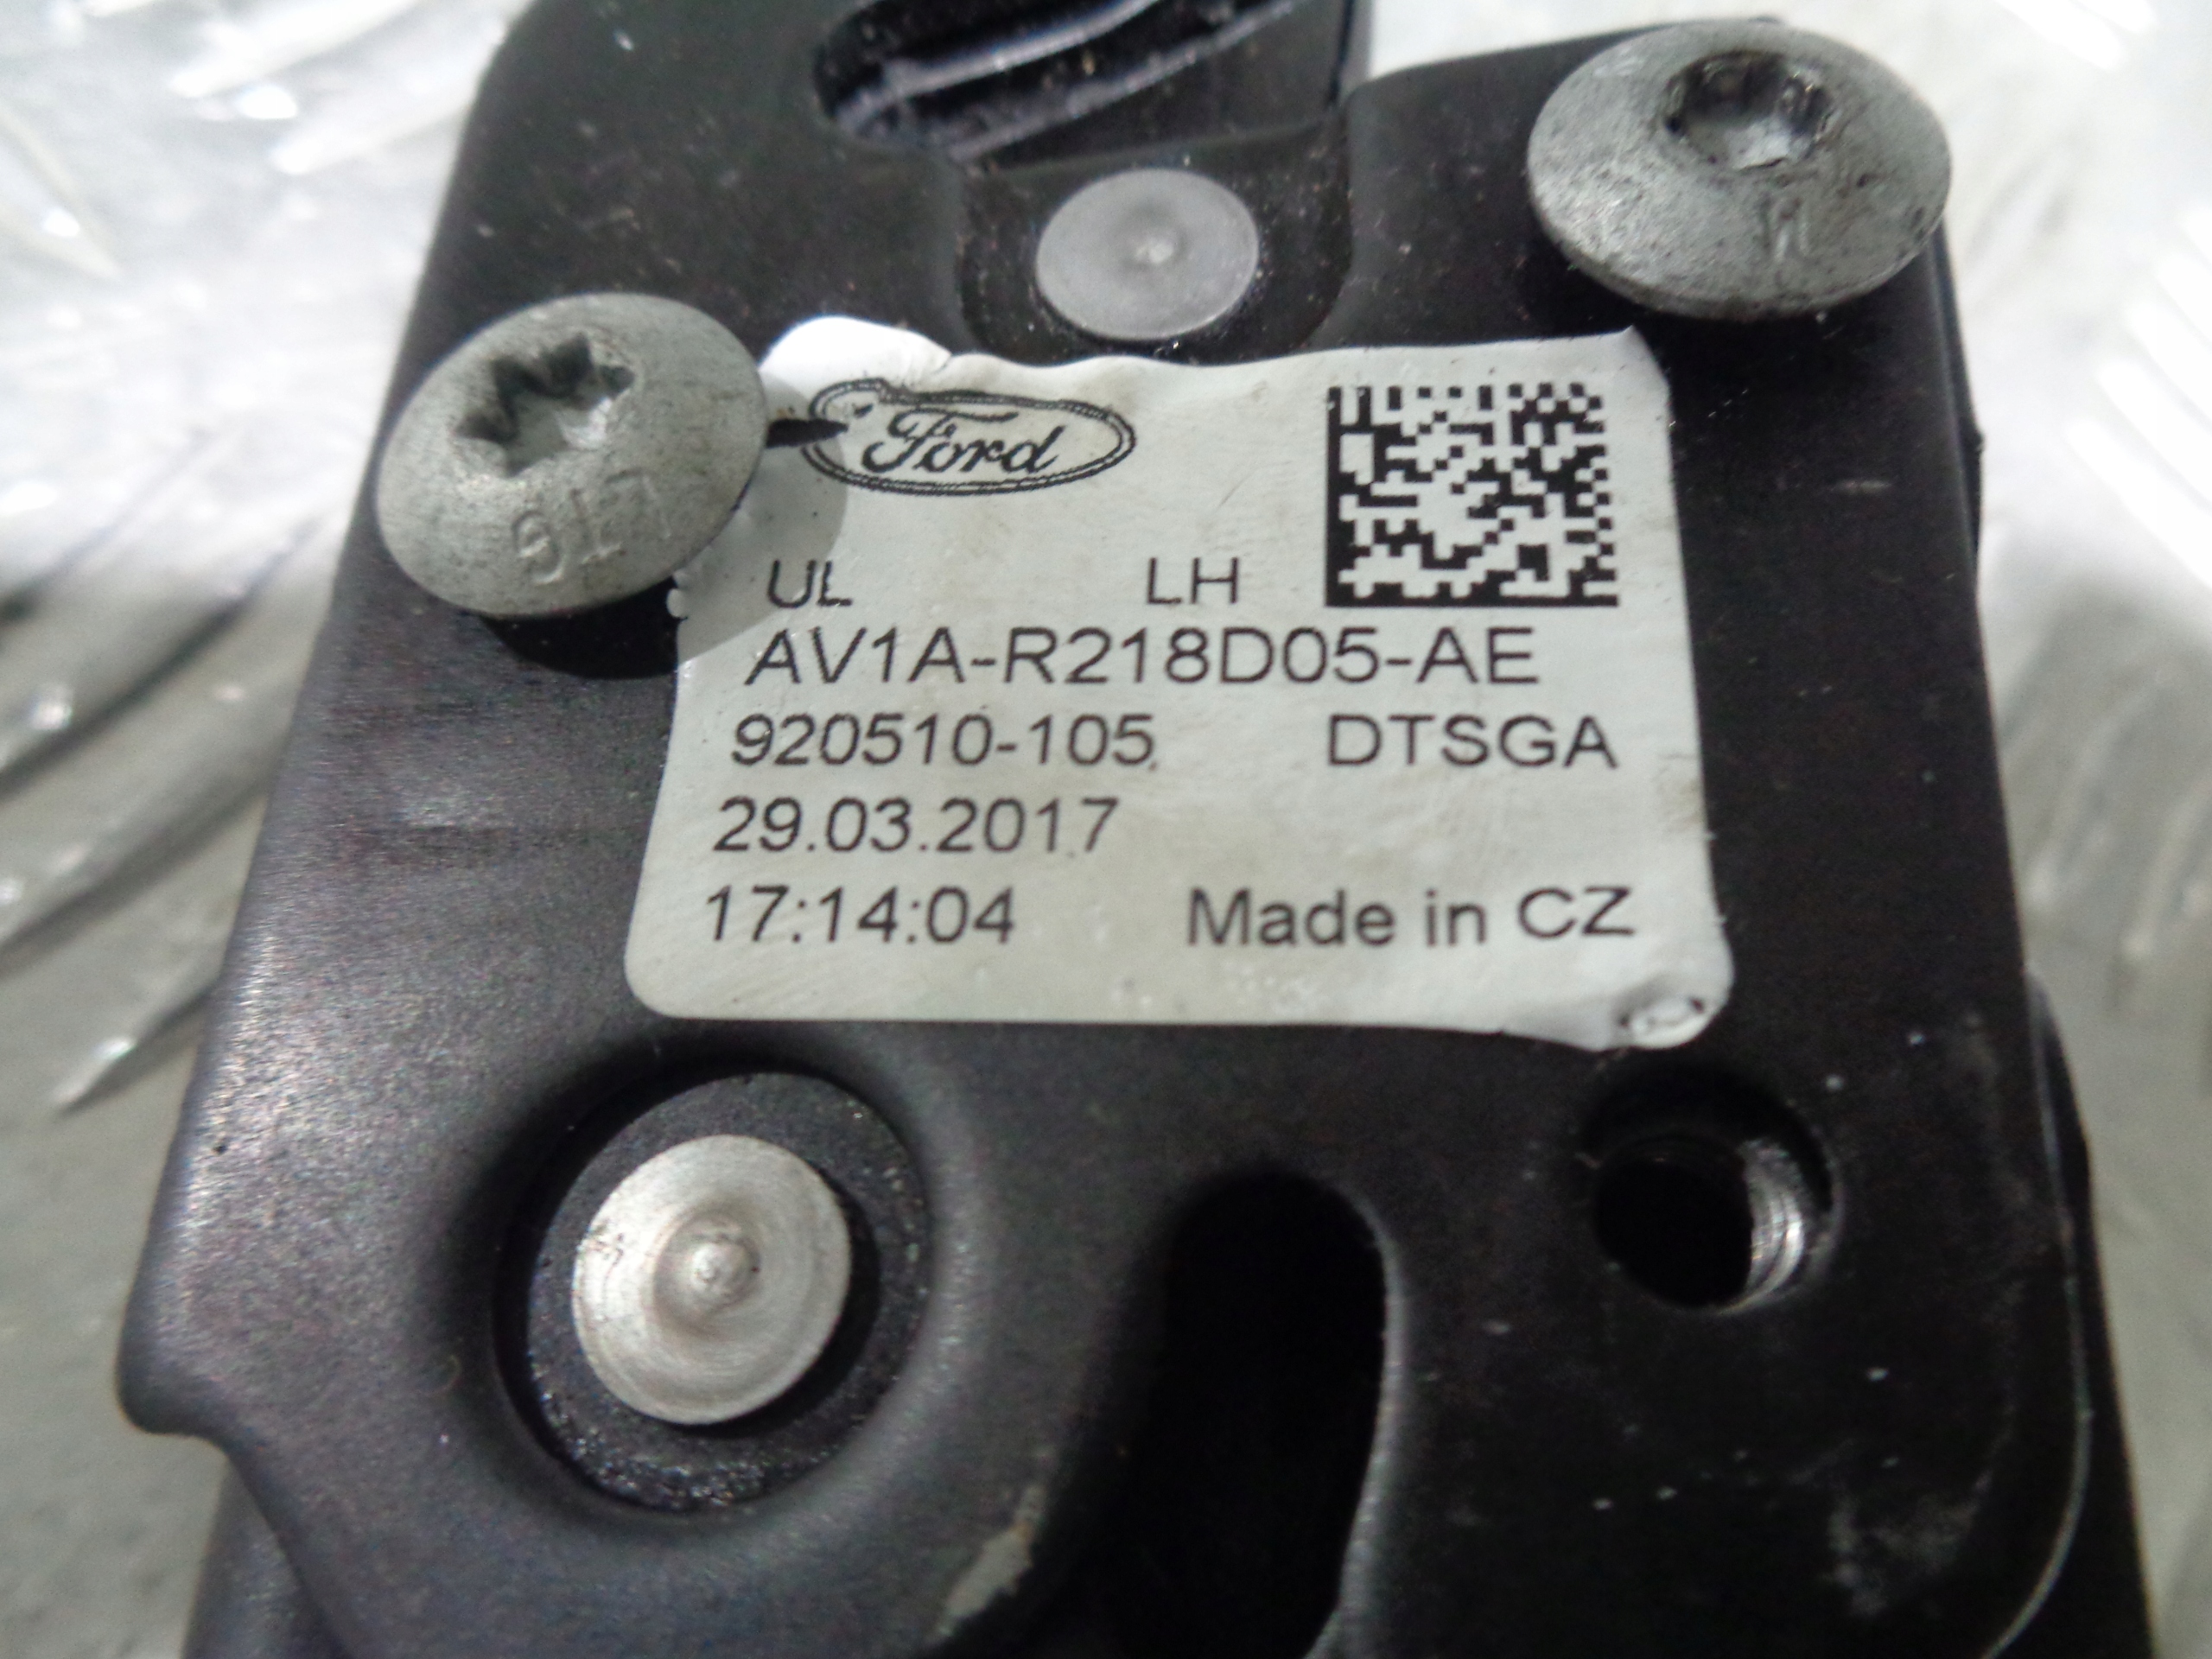 Ford
UL LH
AV1A-R218D05-AE
920510-105 DTSGA
29.03.2017
17:14:04 Made in CZ